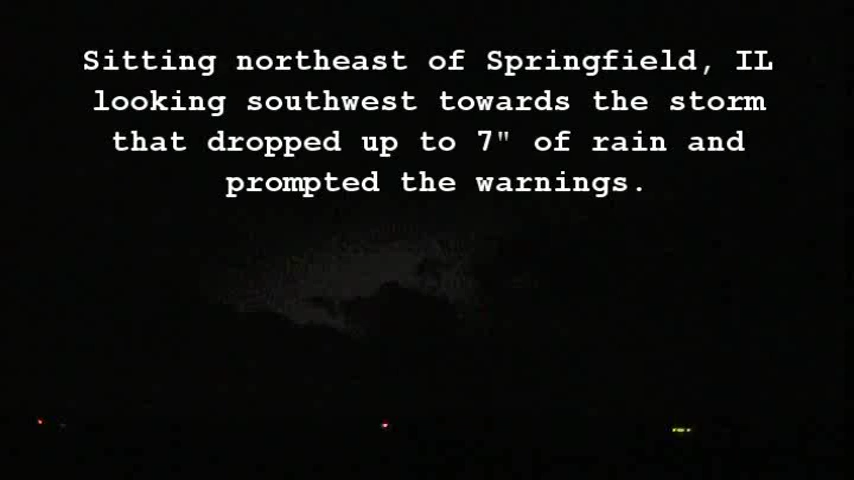 Sitting northeast of Springfield, IL
looking southwest towards the storm
that dropped up to 7" of rain and
prompted the warnings.